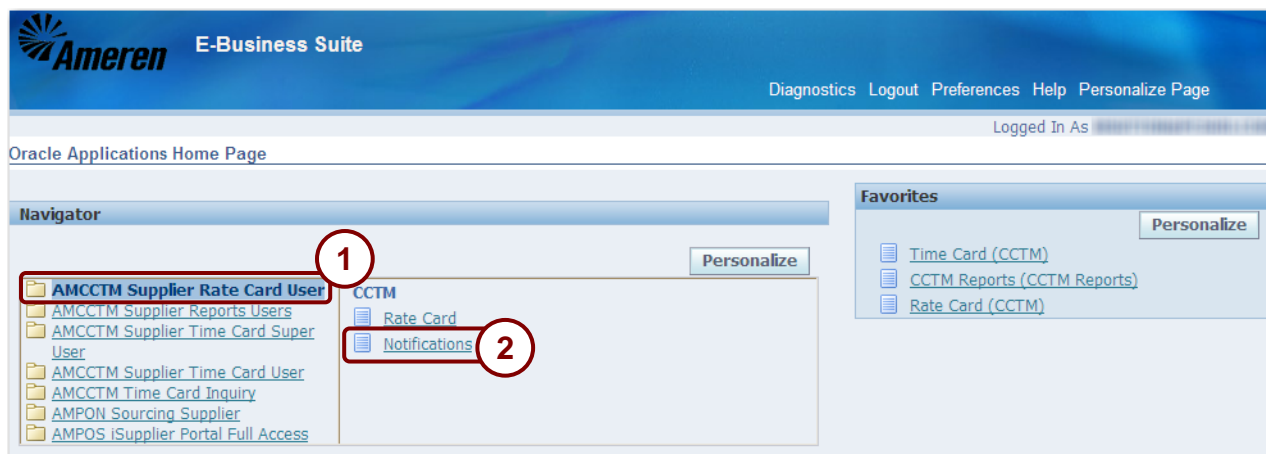 Ameren
E-Business Suite
Diagnostics Logout Preferences Help Personalize Page
Logged In As
Oracle Applications Home Page
Navigator
Personalize
1
AMCCTM Supplier Rate Card User
AMCCTM Supplier Reports Users
AMCCTM Supplier Time Card Super
User
AMCCTM Supplier Time Card User
AMCCTM Time Card Inquiry
AMPON Sourcing Supplier
AMPOS iSupplier Portal Full Access
CCTM
Rate Card
Notifications
2
Favorites
Personalize
Time Card (CCTM)
CCTM Reports (CCTM Reports)
Rate Card (CCTM)